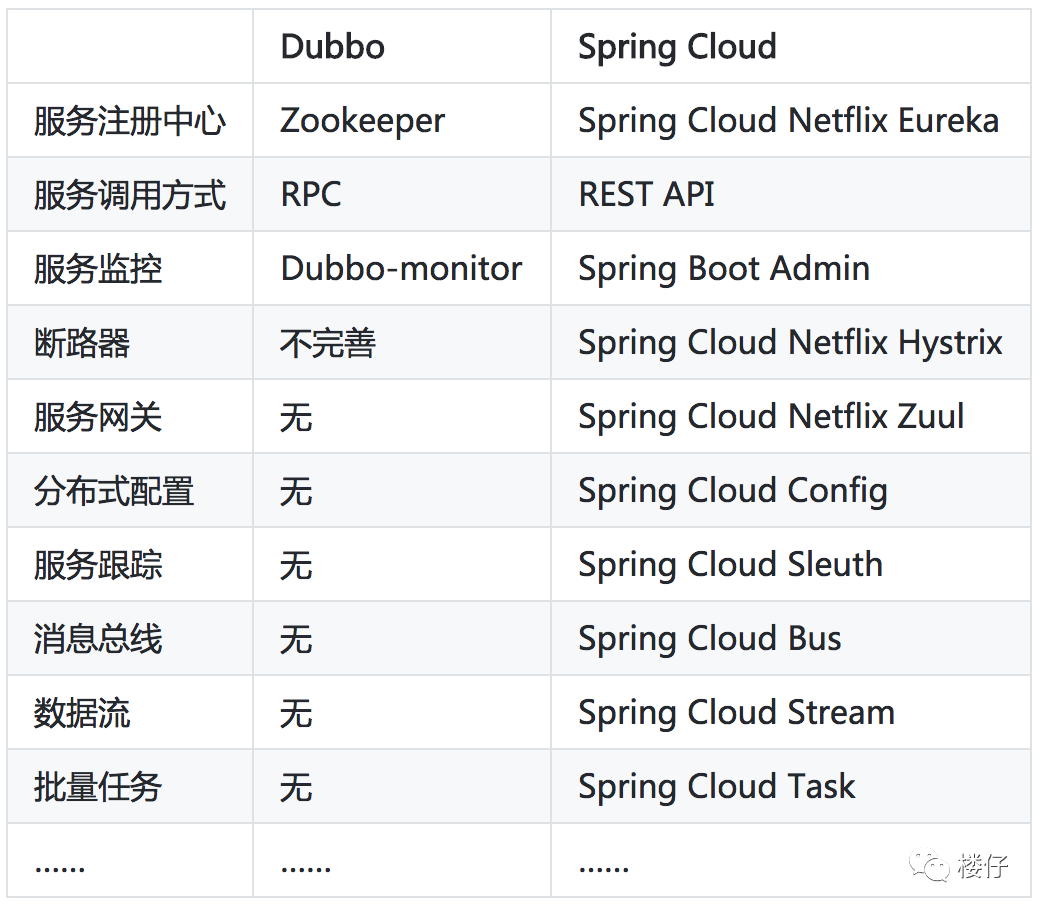 Dubbo Spring Cloud
服务注册中心 Zookeeper Spring Cloud Netflix Eureka
服务调用方式 RPC REST API
服务监控 Dubbo-monitor Spring Boot Admin
断路器 不完善 Spring Cloud Netflix Hystrix
服务网关 无 Spring Cloud Netflix Zuul
分布式配置 无 Spring Cloud Config
服务跟踪 无 Spring Cloud Sleuth
消息总线 无 Spring Cloud Bus
数据流 无 Spring Cloud Stream
批量任务 无 Spring Cloud Task
...... ...... ......
楼仔